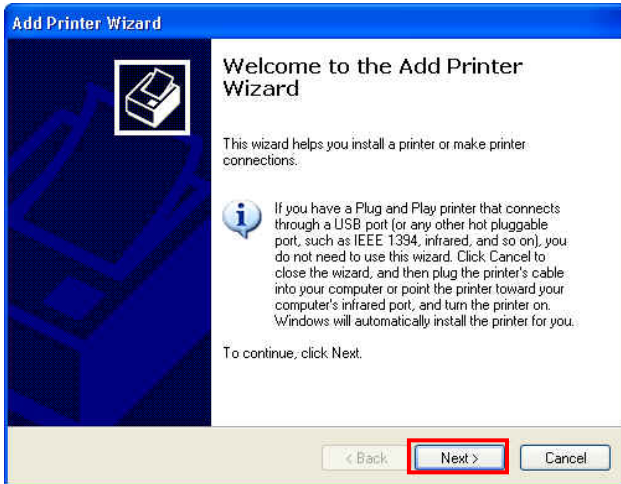 Add Printer Wizard
Welcome to the Add Printer
Wizard
This wizard helps you install a printer or make printer
connections.
If you have a Plug and Play printer that connects
through a USB port (or any other hot pluggable
port, such as IEEE 1394, infrared, and so on), you
do not need to use this wizard. Click Cancel to
close the wizard, and then plug the printer's cable
into your computer or point the printer toward your
computer's infrared port, and turn the printer on.
Windows will automatically install the printer for you.
To continue, click Next.
< Back Next > Cancel